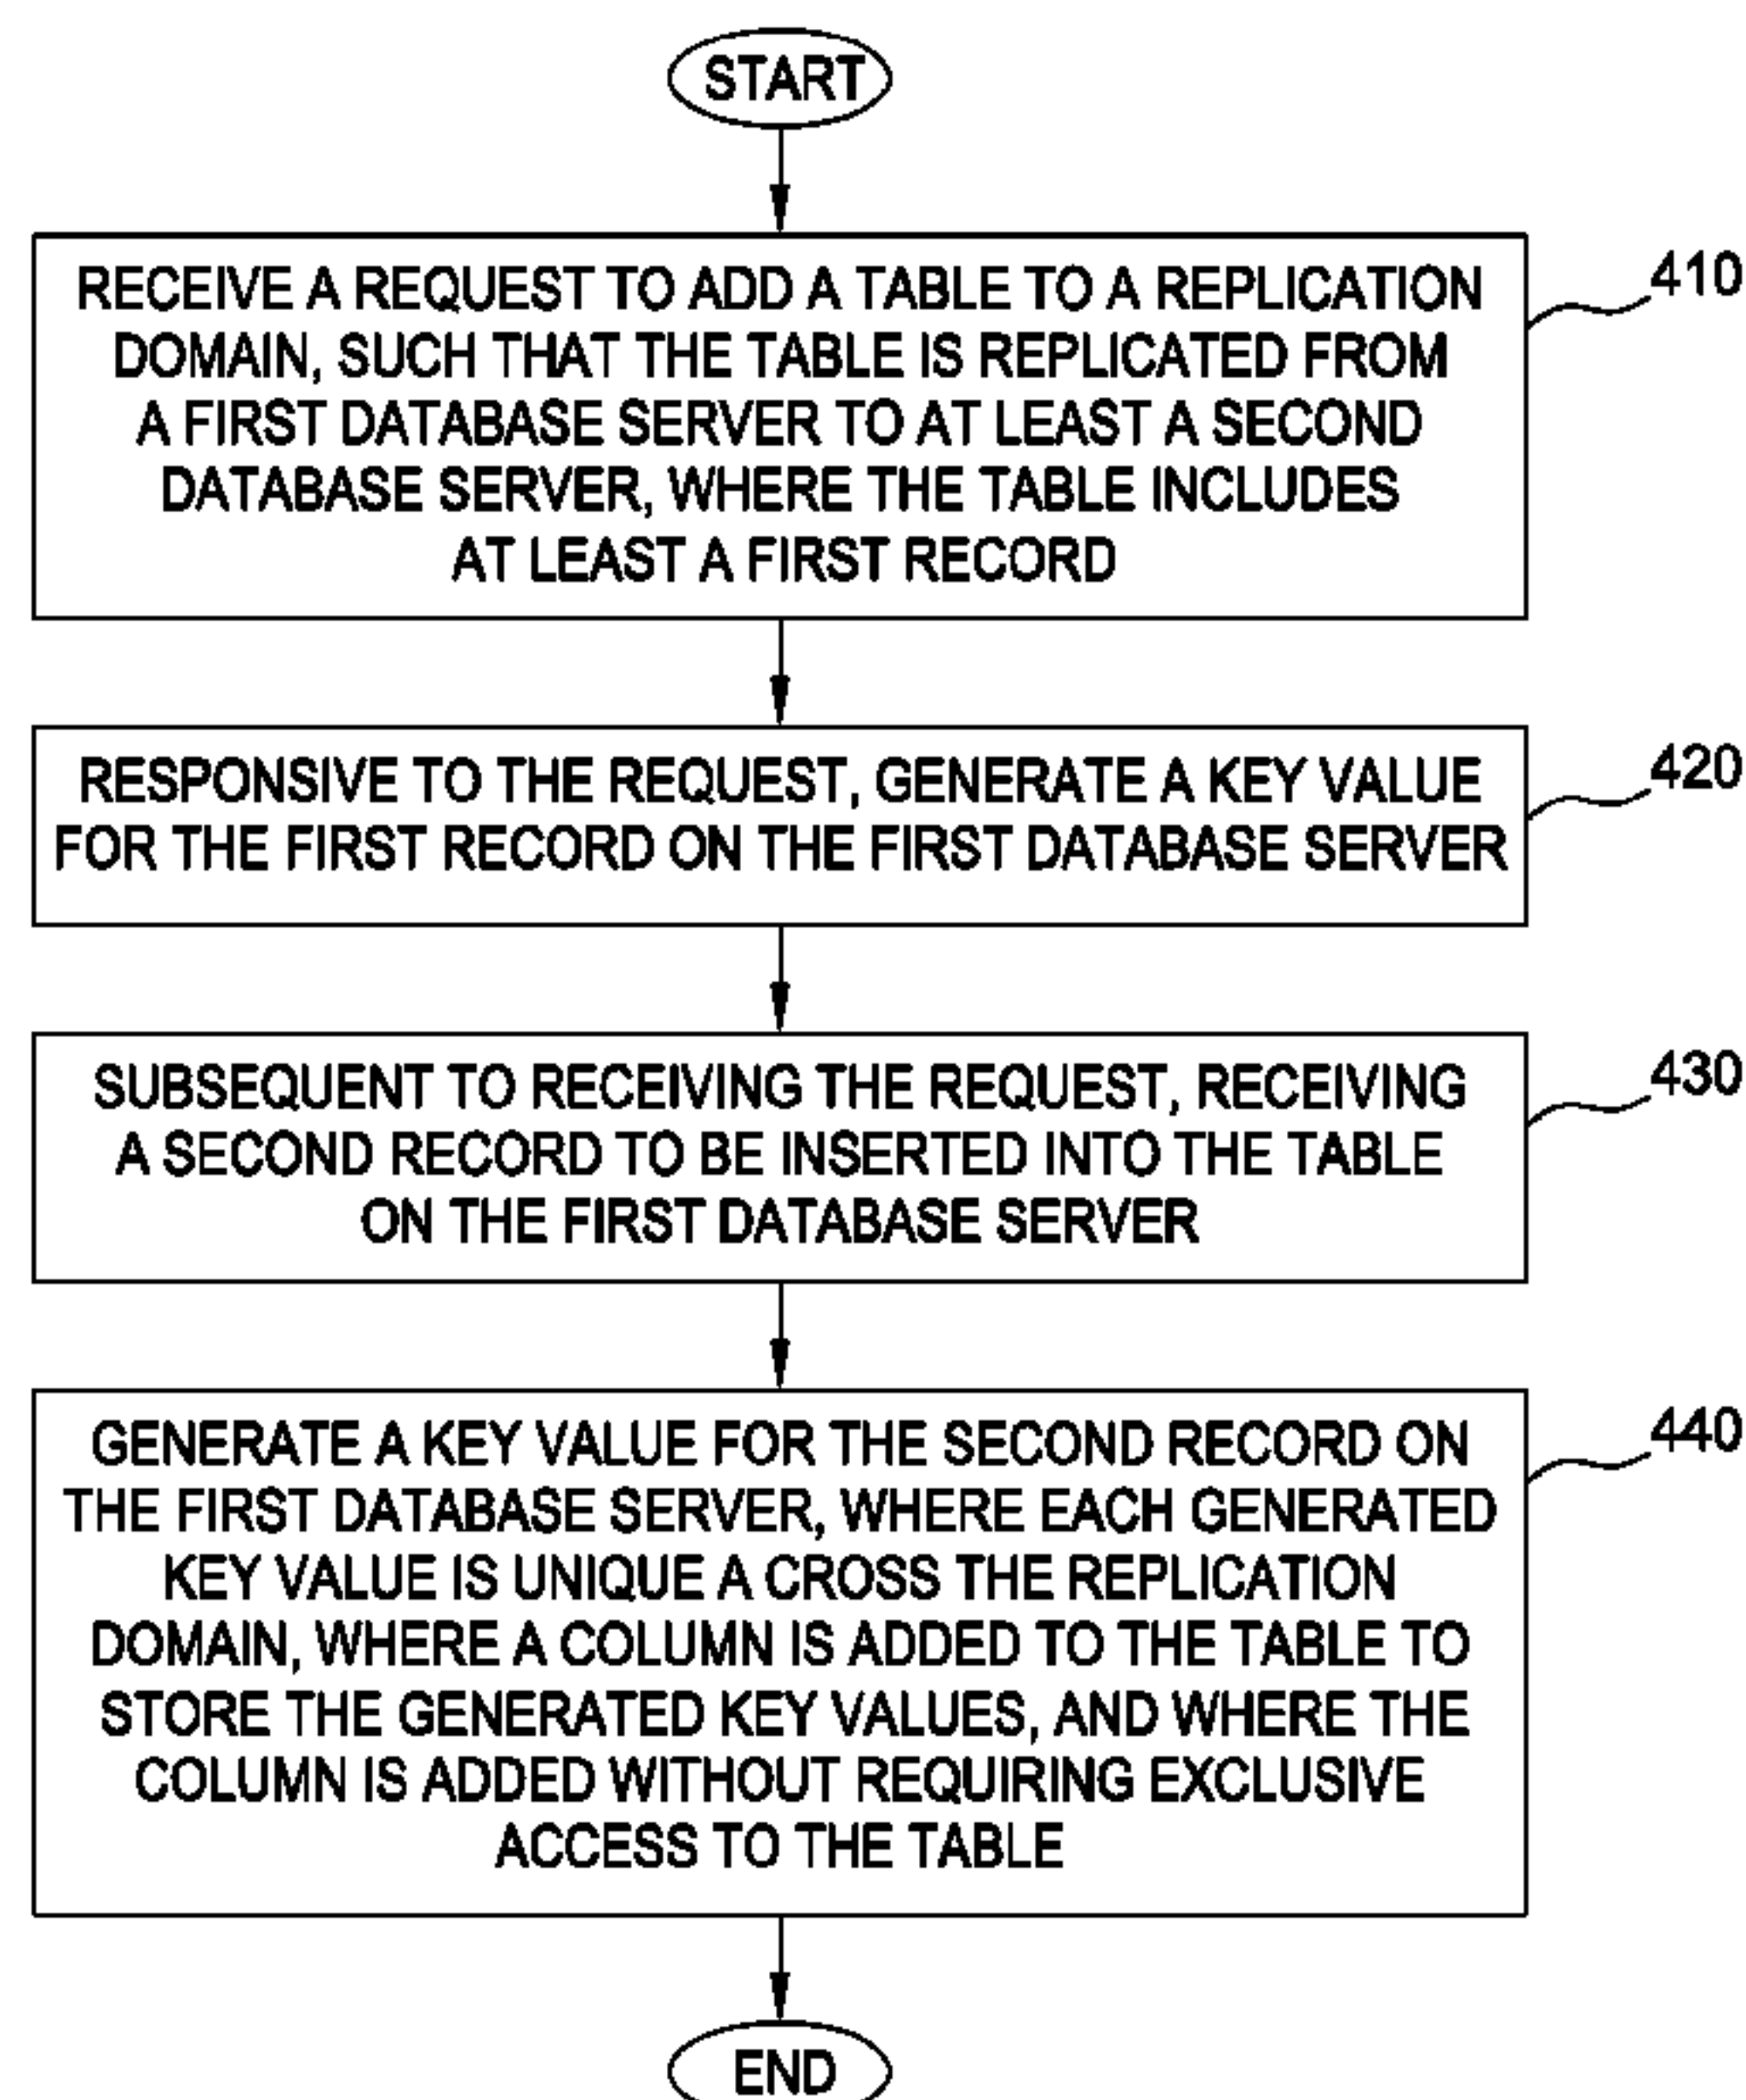 START
RECEIVE A REQUEST TO ADD A TABLE TO A REPLICATION
DOMAIN, SUCH THAT THE TABLE IS REPLICATED FROM
A FIRST DATABASE SERVER TO AT LEAST A SECOND
DATABASE SERVER, WHERE THE TABLE INCLUDES
AT LEAST A FIRST RECORD
410
RESPONSIVE TO THE REQUEST, GENERATE A KEY VALUE
FOR THE FIRST RECORD ON THE FIRST DATABASE SERVER
420
SUBSEQUENT TO RECEIVING THE REQUEST, RECEIVING
A SECOND RECORD TO BE INSERTED INTO THE TABLE
ON THE FIRST DATABASE SERVER
430
GENERATE A KEY VALUE FOR THE SECOND RECORD ON
THE FIRST DATABASE SERVER, WHERE EACH GENERATED
KEY VALUE IS UNIQUE A CROSS THE REPLICATION
DOMAIN, WHERE A COLUMN IS ADDED TO THE TABLE TO
STORE THE GENERATED KEY VALUES, AND WHERE THE
COLUMN IS ADDED WITHOUT REQUIRING EXCLUSIVE
ACCESS TO THE TABLE
440
END